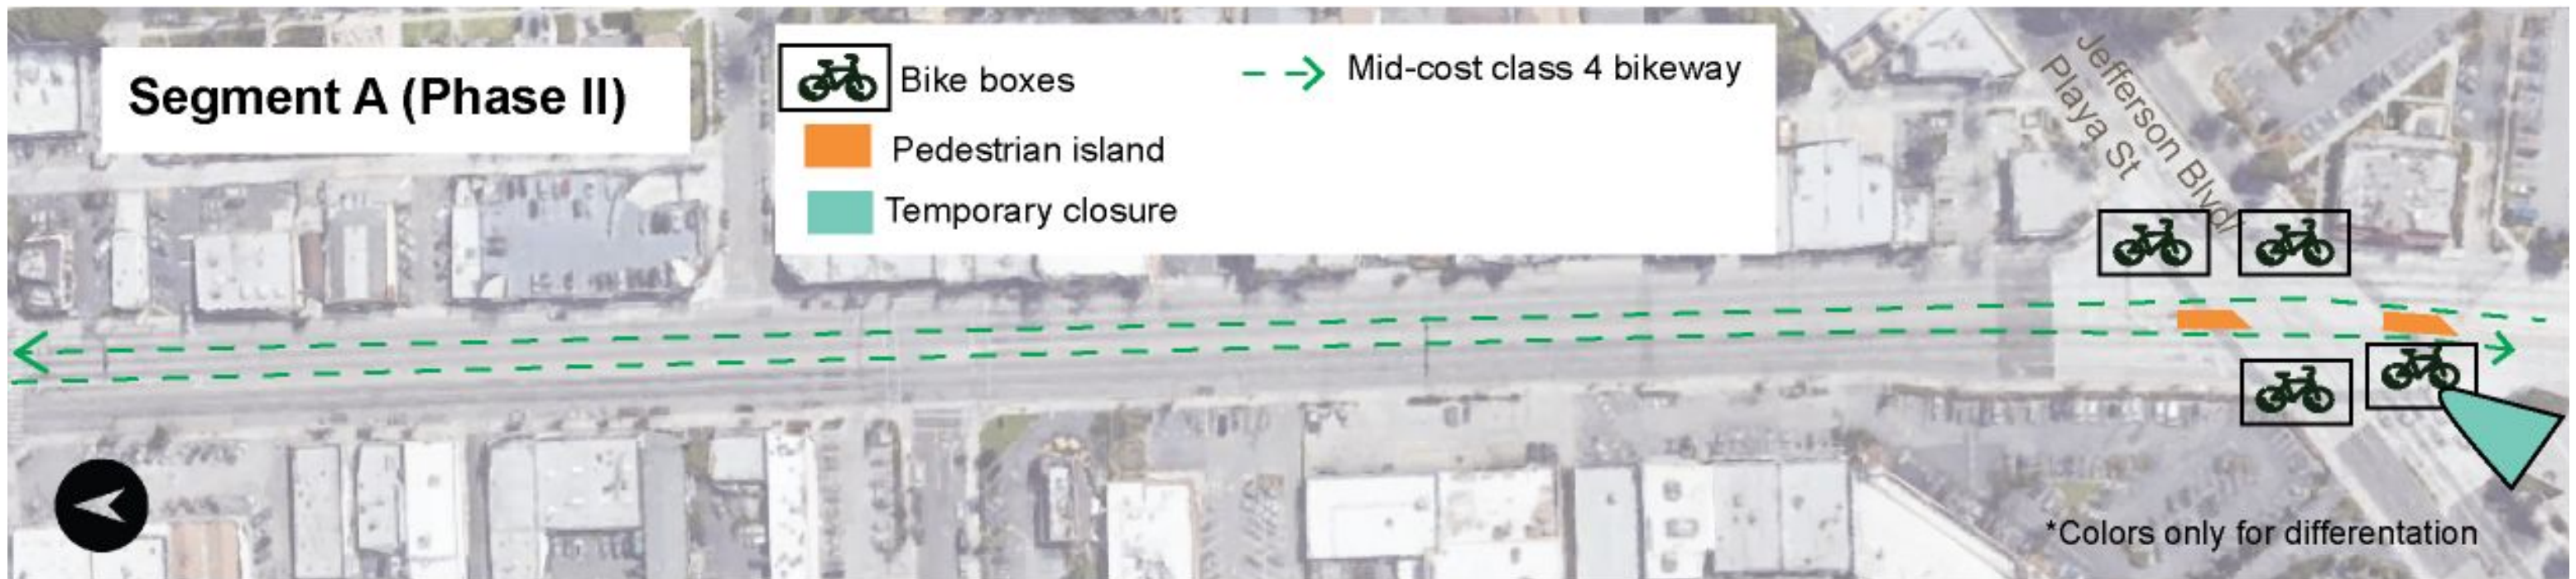 Segment A (Phase II)
Bike boxes
Mid-cost class 4 bikeway
Pedestrian island
Temporary closure
Jefferson Blvd/
Playa St
*Colors only for differentation